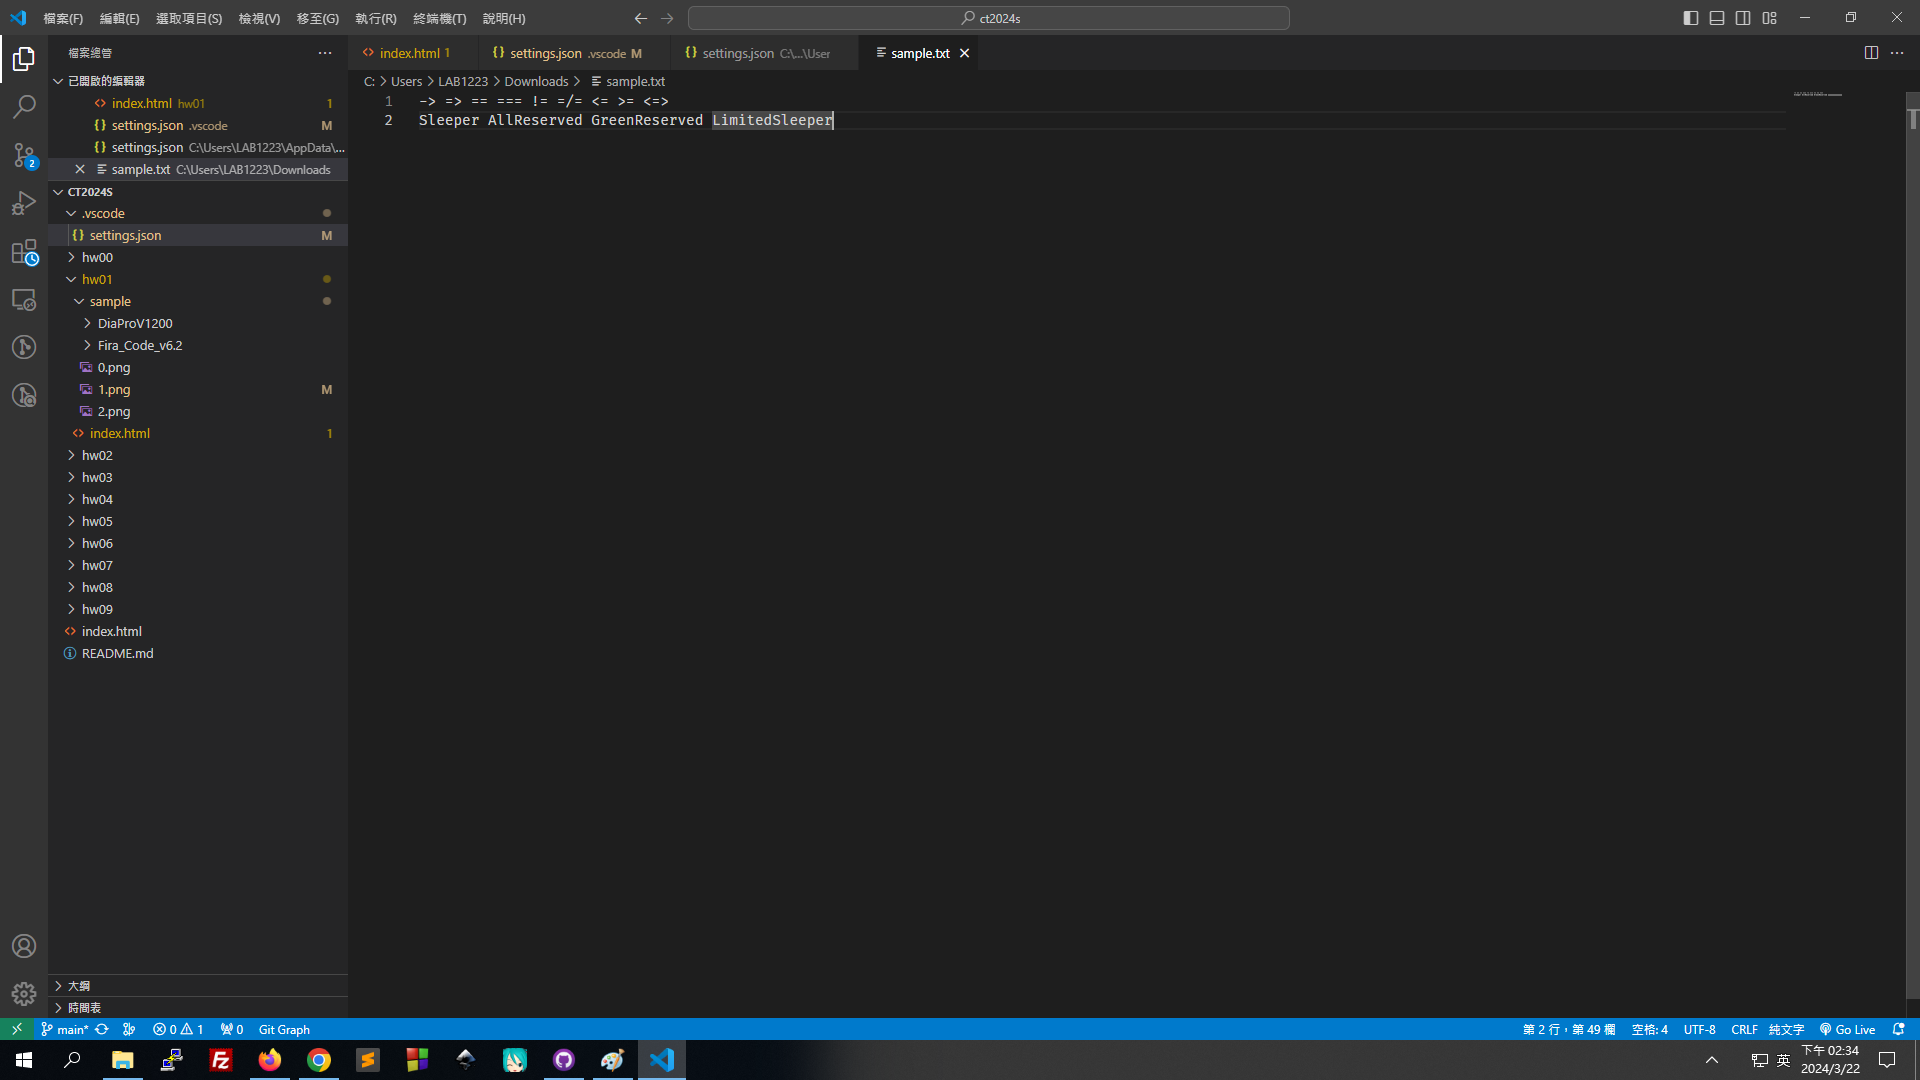 檔案(F) 編輯(E) 選取項目(S) 檢視(V) 移至(G) 執行(R) 終端機(T) 說明(H) ct2024s
檔案總管
index.html 1 settings.json .vscode M settings.json C:\...\User sample.txt
已開啟的編輯器
C: > Users > LAB1223 > Downloads > sample.txt
index.html hw01 1
settings.json .vscode M
settings.json C:\Users\LAB1223\AppData\...
sample.txt C:\Users\LAB1223\Downloads
1 -> => == === != =/= <= >= <=>
2 Sleeper AllReserved GreenReserved LimitedSleeper
CT2024S
.vscode
settings.json M
hw00
hw01
sample
DiaProV1200
Fira_Code_v6.2
0.png
1.png M
2.png
index.html 1
hw02
hw03
hw04
hw05
hw06
hw07
hw08
hw09
index.html
README.md
2
大綱
時間表
main* 0 1 0 Git Graph 第 2 行，第 49 欄 空格: 4 UTF-8 CRLF 純文字 Go Live
英 下午 02:34
2024/3/22